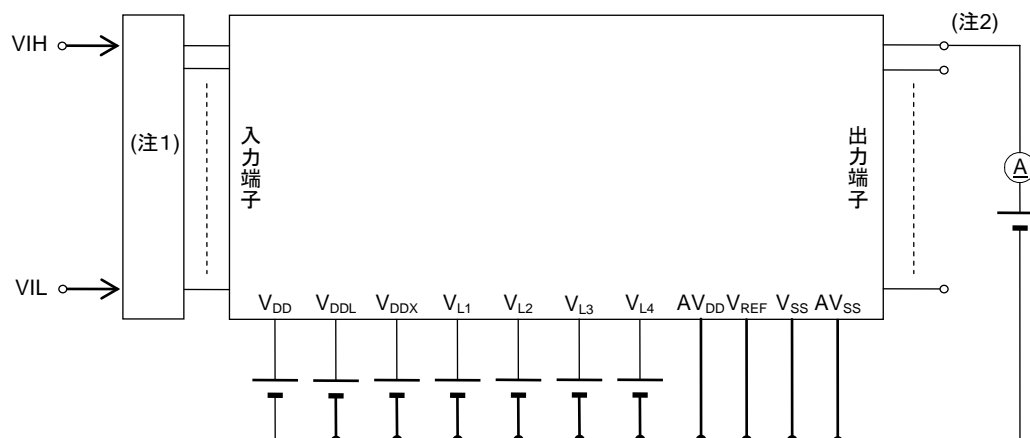 VIH
(注1)
VIL
入力端子
出力端子
(注2)
A
VDD VDDL VDDX VL1 VL2 VL3 VL4 AVDD VREF VSS AVSS